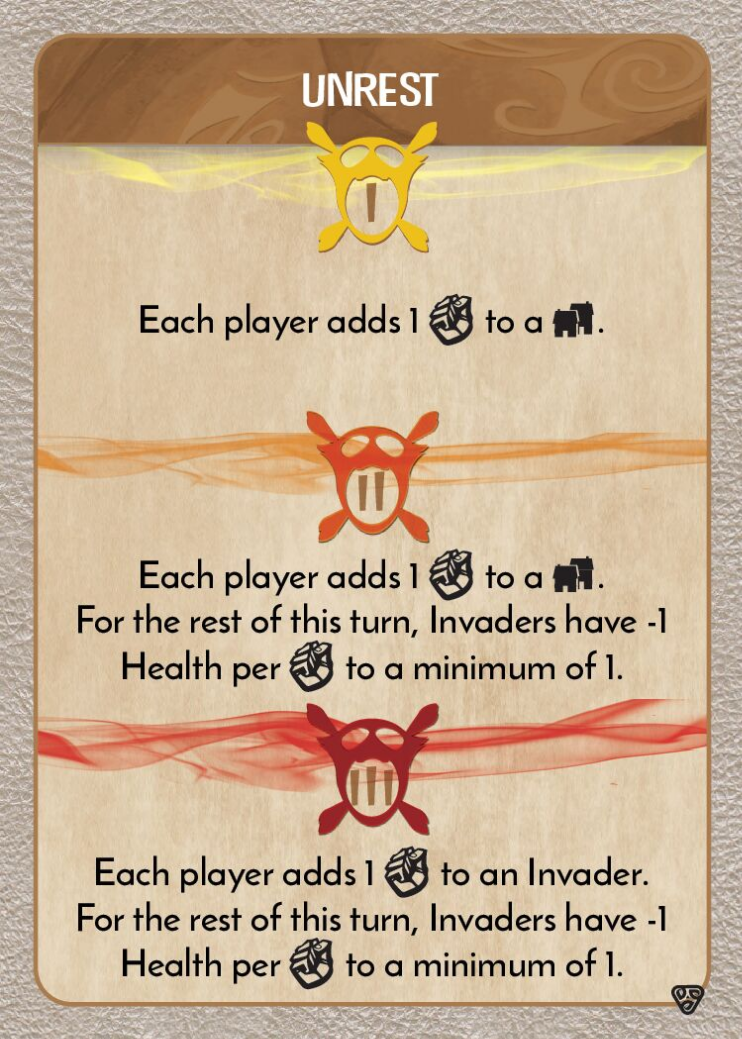 UNREST
I
Each player adds 1 to a .
II
Each player adds 1 to a .
For the rest of this turn, Invaders have -1
Health per to a minimum of 1.
III
Each player adds 1 to an Invader.
For the rest of this turn, Invaders have -1
Health per to a minimum of 1.